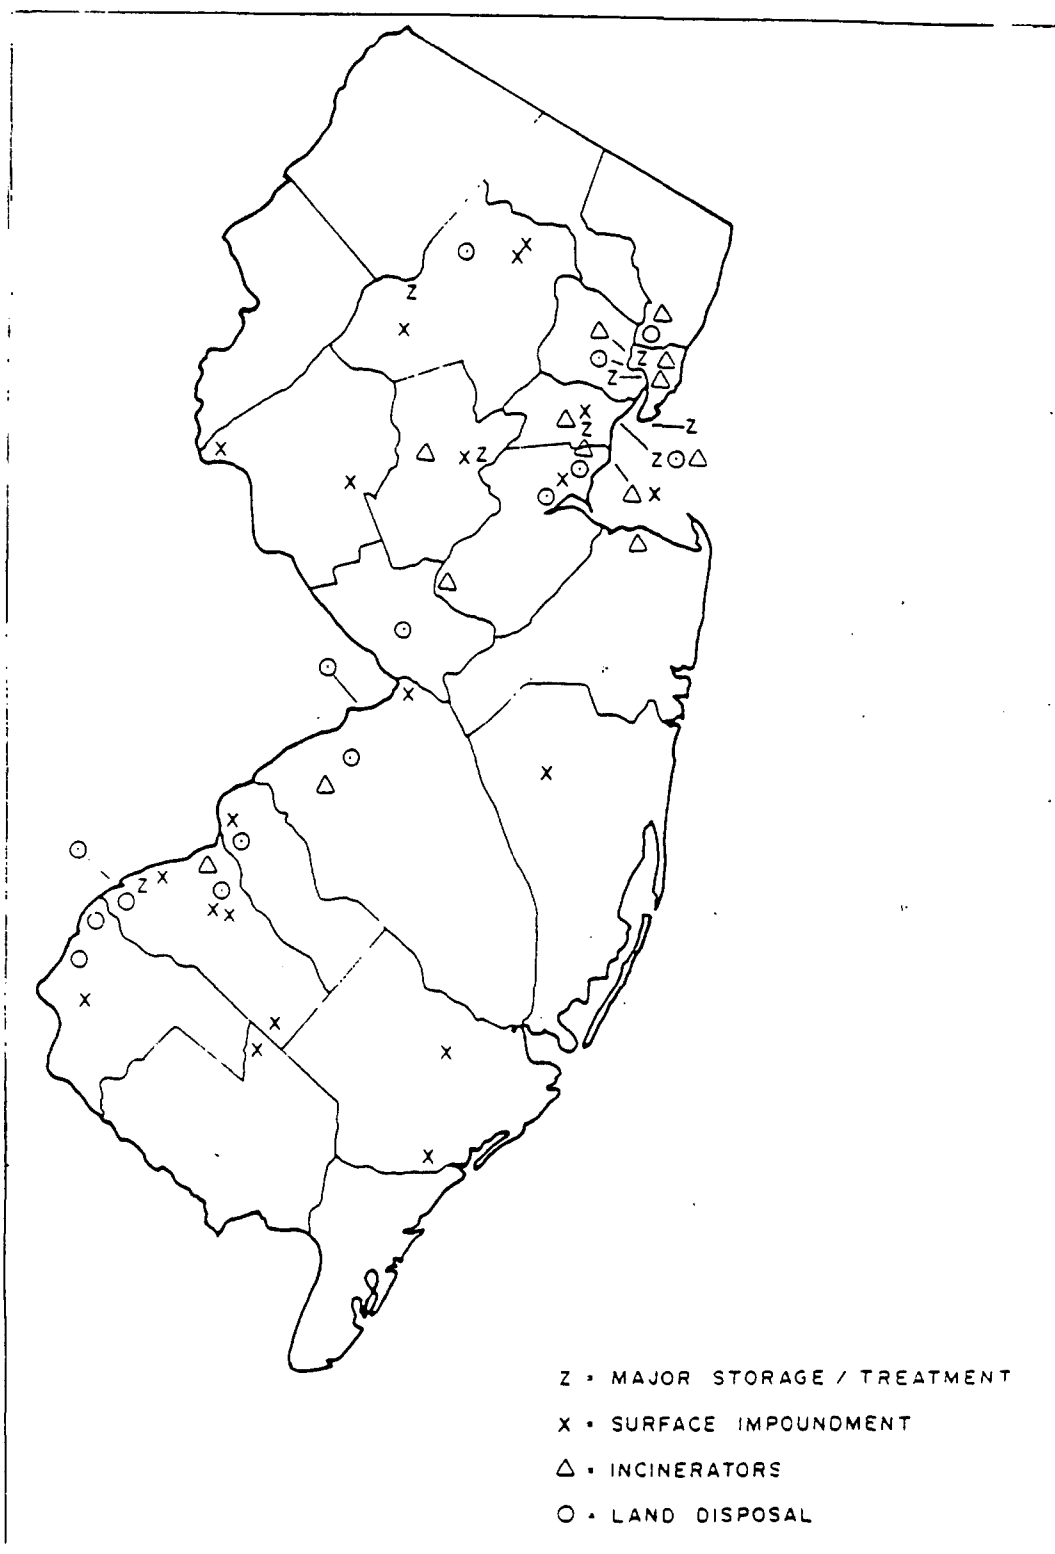 Z = MAJOR STORAGE / TREATMENT
X = SURFACE IMPOUNDMENT
△ = INCINERATORS
○ = LAND DISPOSAL